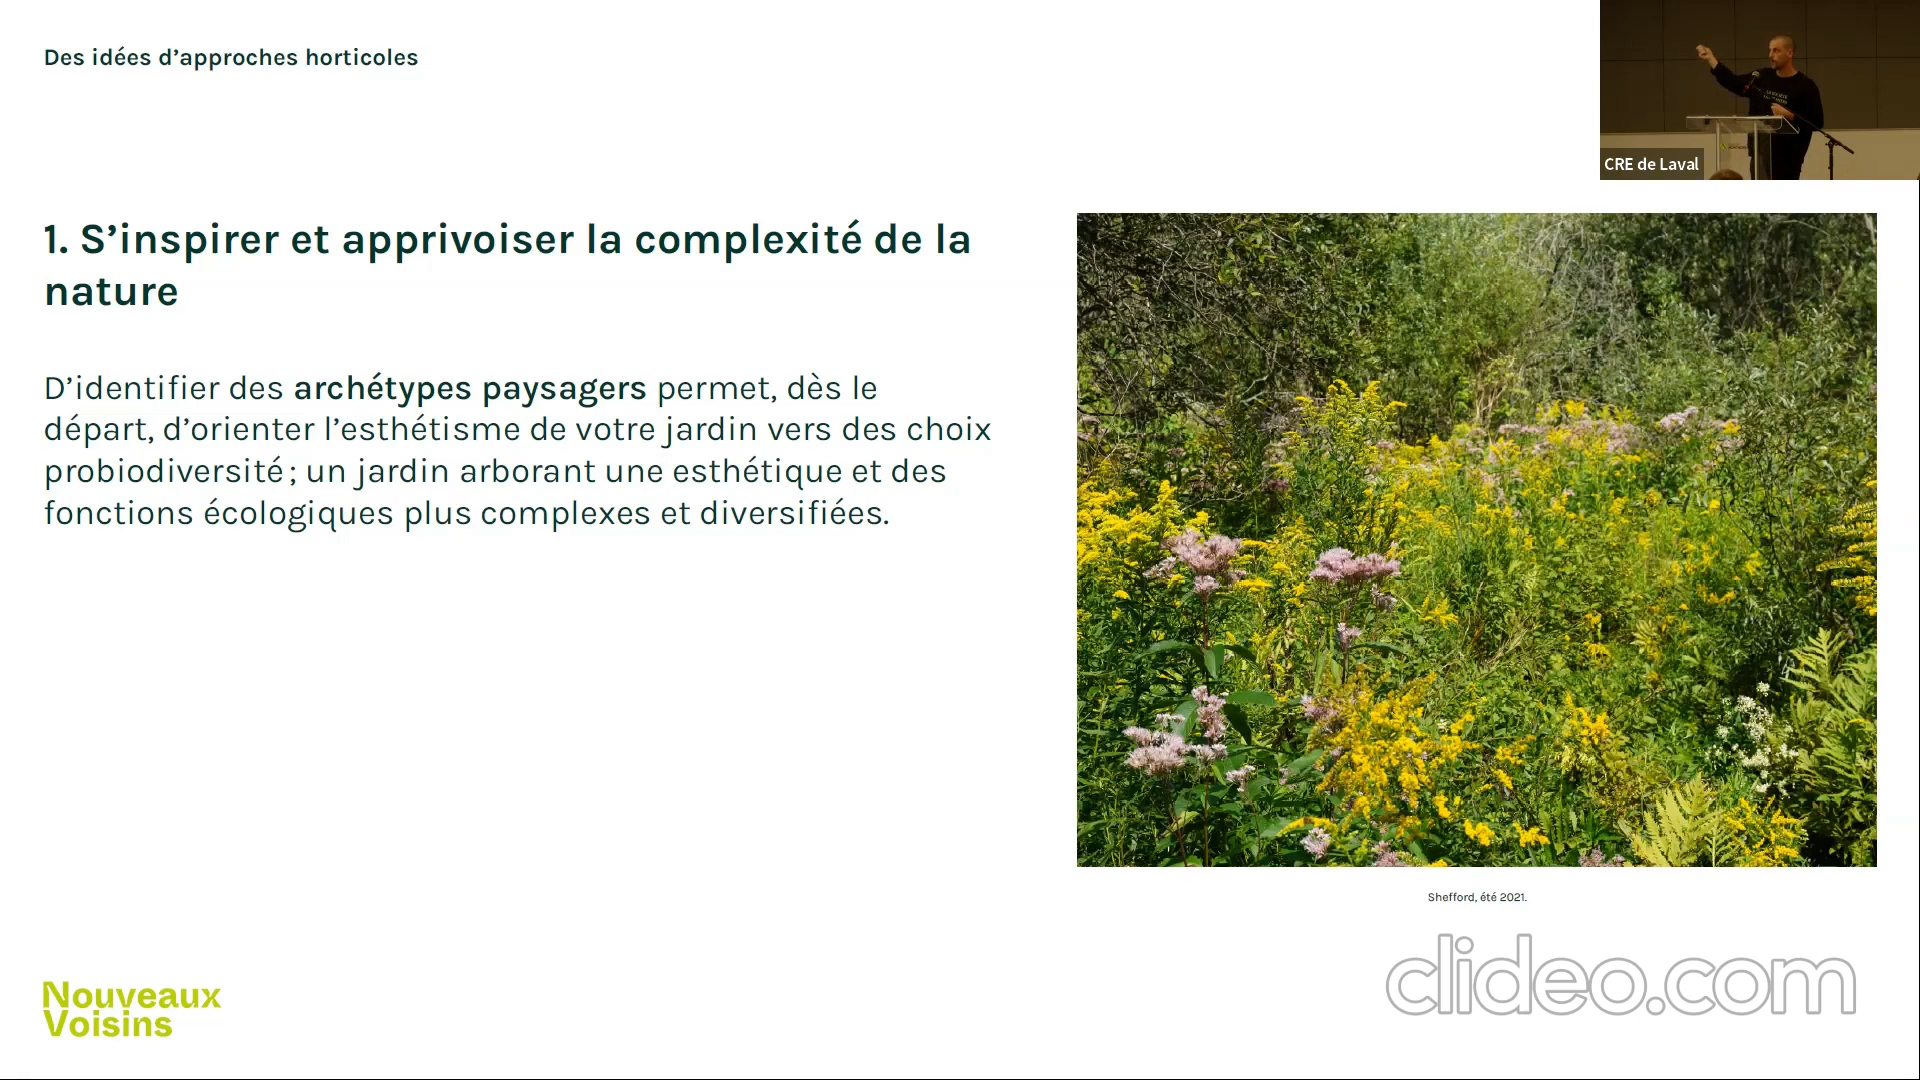 Des idées d’approches horticoles
CRE de Laval
1. S’inspirer et apprivoiser la complexité de la
nature
D’identifier des archétypes paysagers permet, dès le
départ, d’orienter l’esthétisme de votre jardin vers des choix
probiodiversité ; un jardin arborant une esthétique et des
fonctions écologiques plus complexes et diversifiées.
Shefford, été 2021.
Nouveaux
Voisins
clideo.com